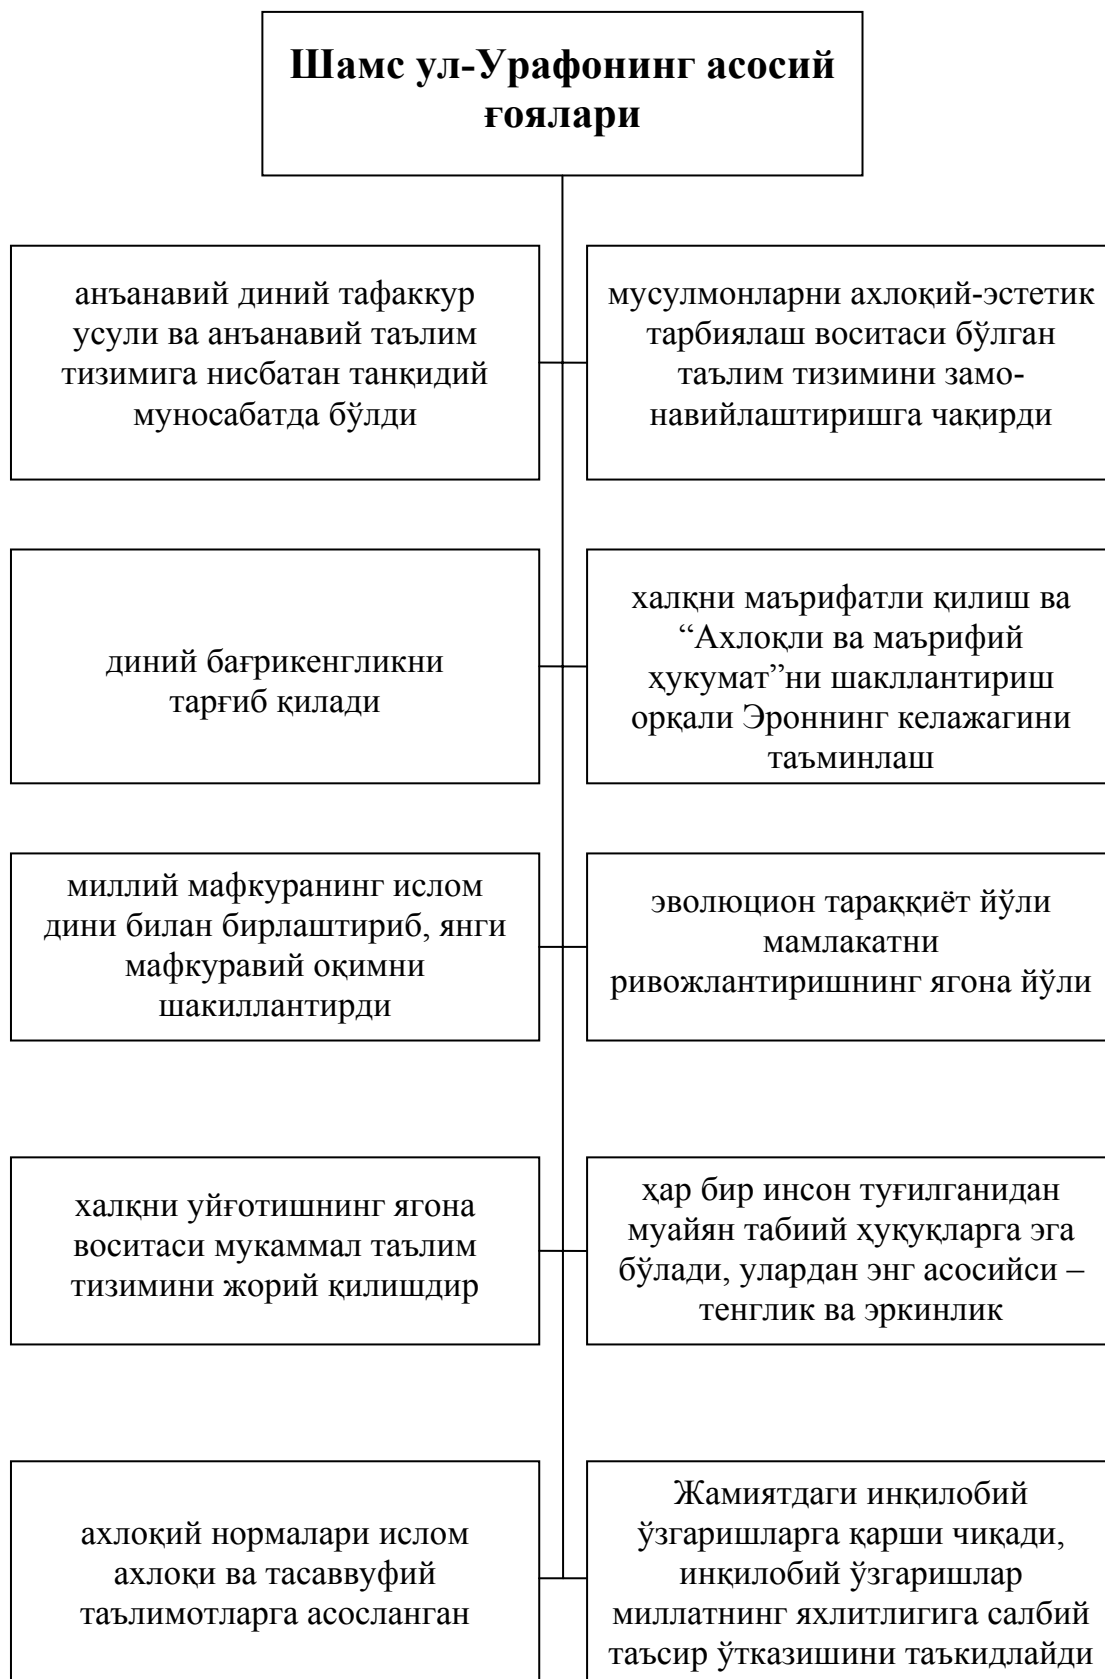 Шамс ул-Урафонинг асосий
ғоялари
анъанавий диний тафаккур
усули ва анъанавий таълим
тизимига нисбатан танқидий
муносабатда бўлди
мусулмонларни ахлоқий-эстетик
тарбиялаш воситаси бўлган
таълим тизимини замо-
навийлаштиришга чақирди
диний бағрикенгликни
тарғиб қилади
халқни маърифатли қилиш ва
“Ахлоқли ва маърифий
ҳукумат”ни шакллантириш
орқали Эроннинг келажагини
таъминлаш
миллий мафкуранинг ислом
дини билан бирлаштириб, янги
мафкуравий оқимни
шакиллантирди
эволюцион тараққиёт йўли
мамлакатни
ривожлантиришнинг ягона йўли
халқни уйғотишнинг ягона
воситаси мукаммал таълим
тизимини жорий қилишдир
ҳар бир инсон туғилганидан
муайян табиий ҳуқуқларга эга
бўлади, улардан энг асосийси –
тенглик ва эркинлик
ахлоқий нормалари ислом
ахлоқи ва тасаввуфий
таълимотларга асосланган
Жамиятдаги инқилобий
ўзгаришларга қарши чиқади,
инқилобий ўзгаришлар
миллатнинг яхлитлигига салбий
таъсир ўтказишини таъкидлайди